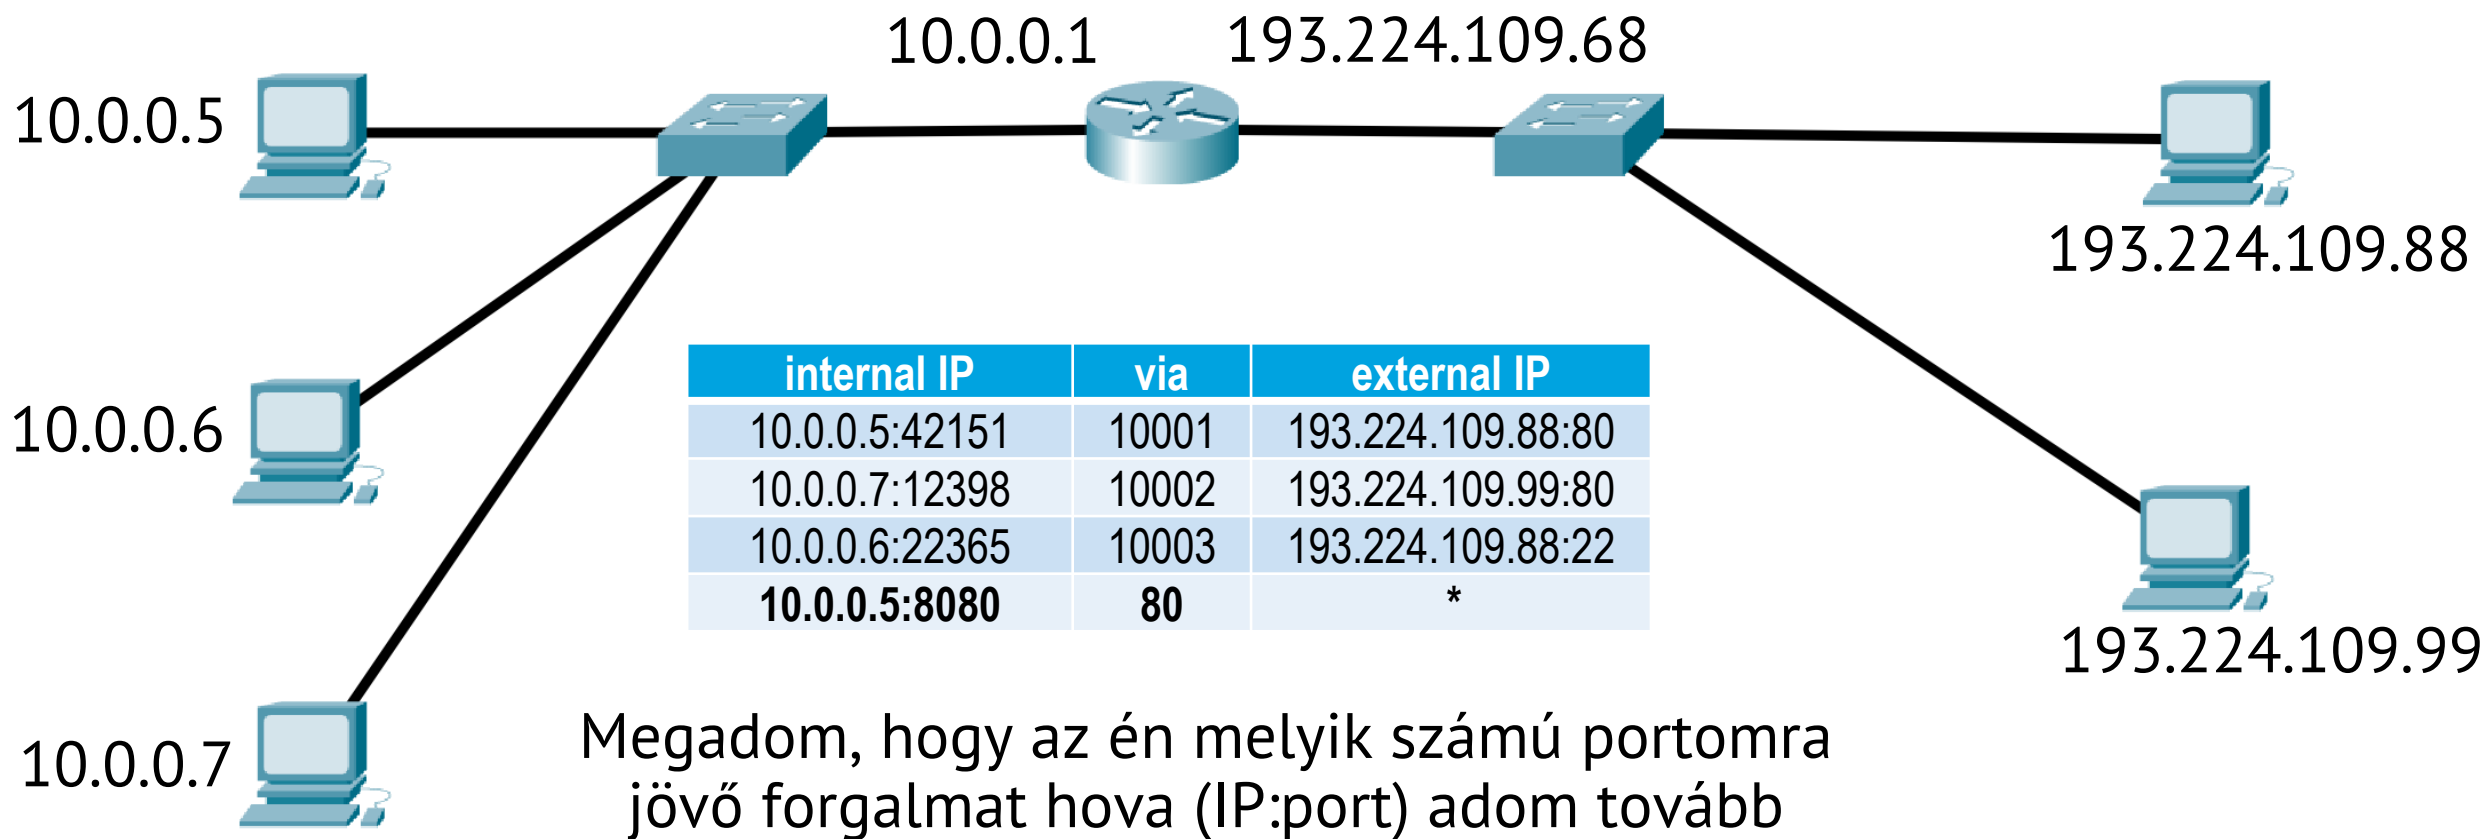 10.0.0.1
193.224.109.68
10.0.0.5
193.224.109.88
internal IP via external IP
10.0.0.5:42151 10001 193.224.109.88:80
10.0.0.6
10.0.0.7:12398 10002 193.224.109.99:80
10.0.0.6:22365 10003 193.224.109.88:22
10.0.0.5:8080 80 *
193.224.109.99
10.0.0.7
Megadom, hogy az én melyik számú portomra
jövő forgalmat hova (IP:port) adom tovább